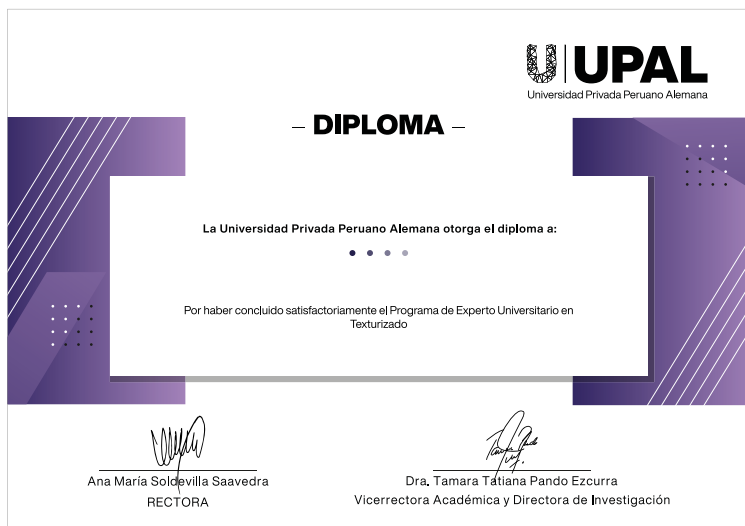 UPAL
Universidad Privada Peruano Alemana
– DIPLOMA –
La Universidad Privada Peruano Alemana otorga el diploma a:
Por haber concluido satisfactoriamente el Programa de Experto Universitario en
Texturizado
Ana María Soldevilla Saavedra
RECTORA
Dra. Tamara Tatiana Pando Ezcurra
Vicerrectora Académica y Directora de Investigación